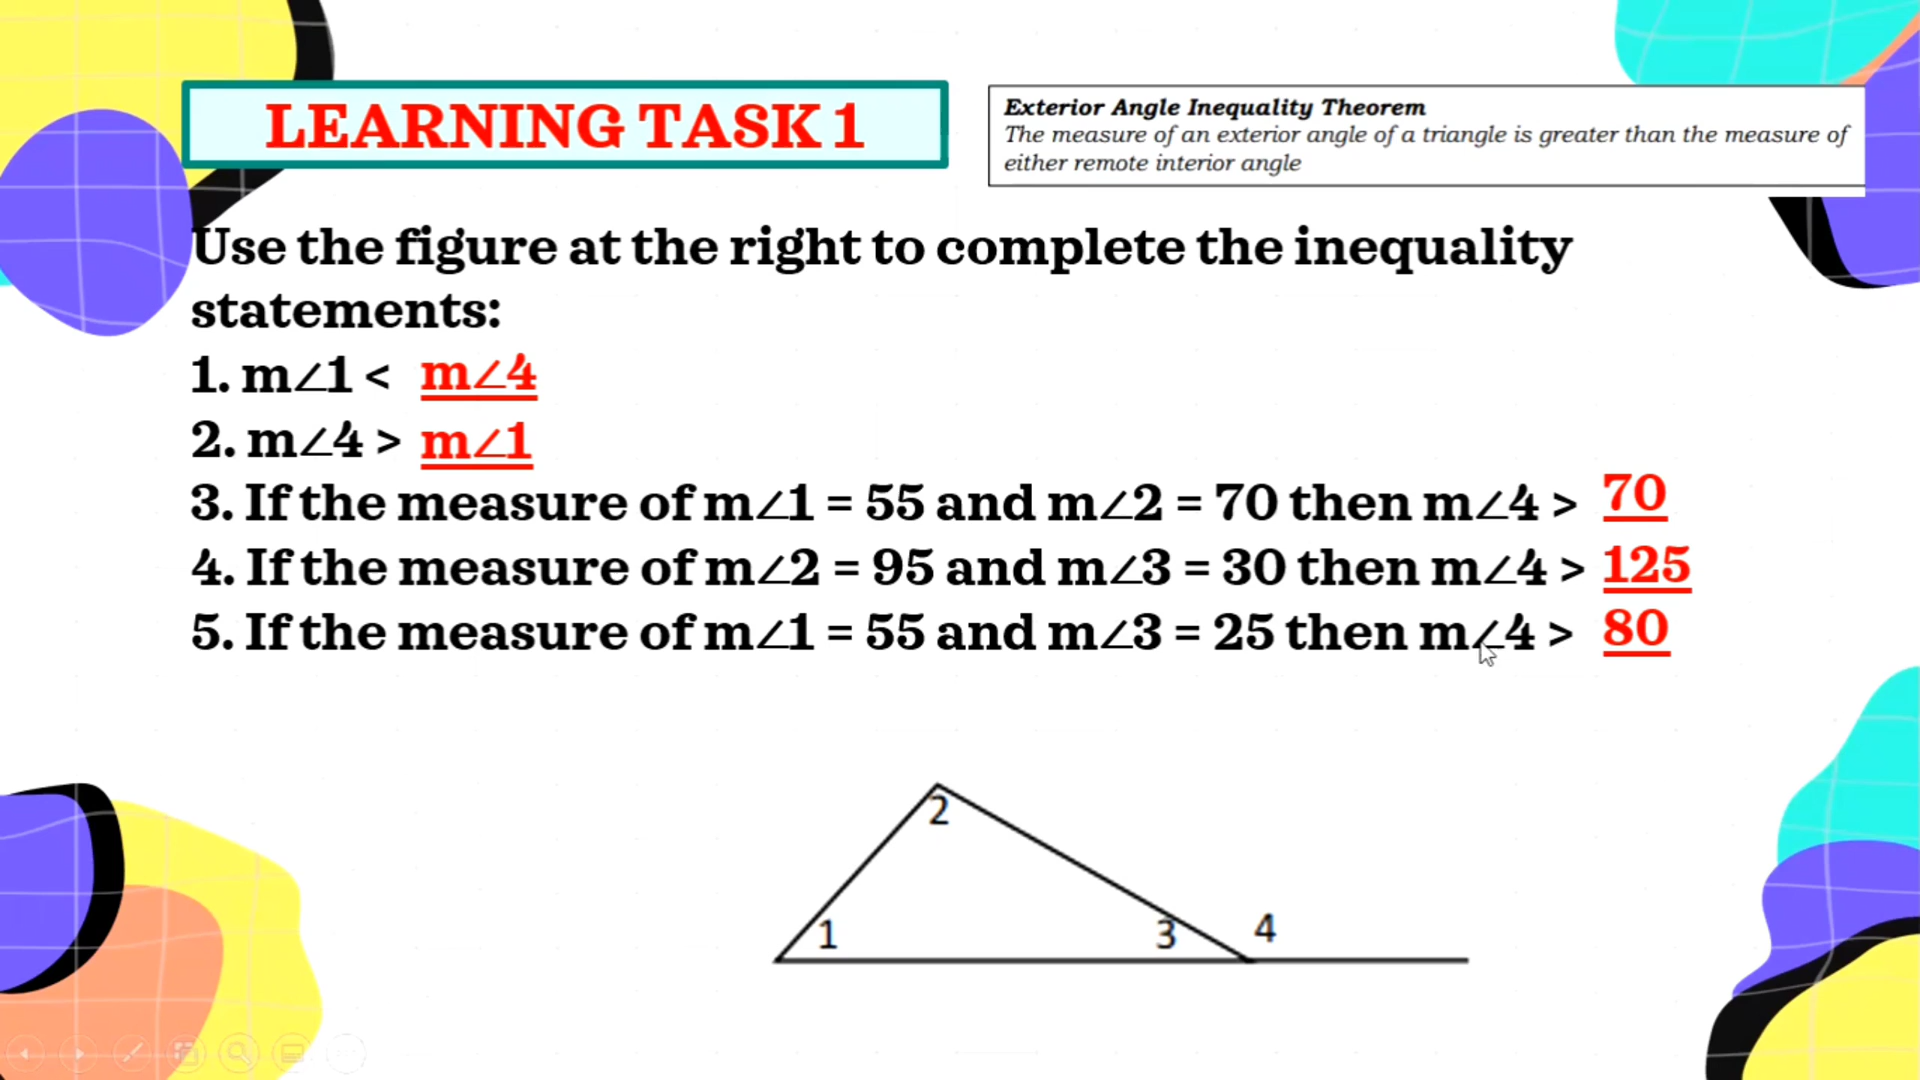 LEARNING TASK 1
Exterior Angle Inequality Theorem
The measure of an exterior angle of a triangle is greater than the measure of
either remote interior angle
Use the figure at the right to complete the inequality
statements:
1. m∠1 < m∠4
2. m∠4 > m∠1
3. If the measure of m∠1 = 55 and m∠2 = 70 then m∠4 > 70
4. If the measure of m∠2 = 95 and m∠3 = 30 then m∠4 > 125
5. If the measure of m∠1 = 55 and m∠3 = 25 then m∠4 > 80
2
1 3 4